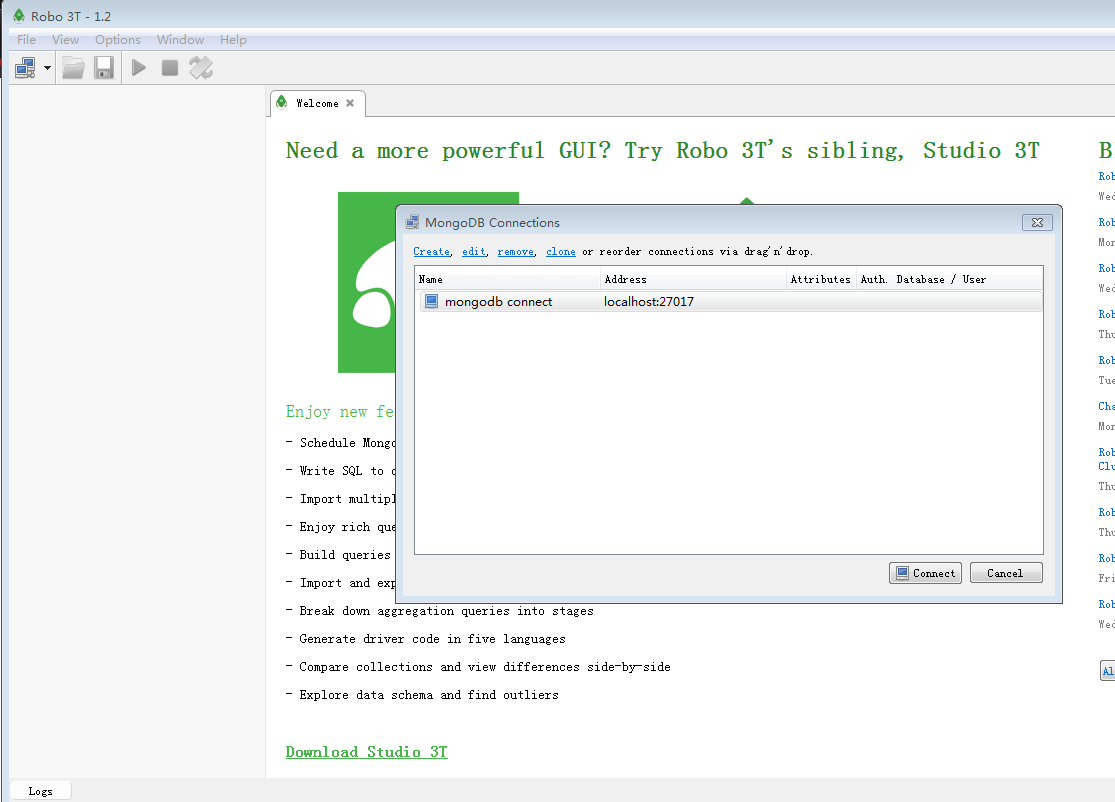 Robo 3T - 1.2
File View Options Window Help
Welcome
Need a more powerful GUI? Try Robo 3T's sibling, Studio 3T
MongoDB Connections
Create, edit, remove, clone or reorder connections via drag'n'drop.
Name Address Attributes Auth. Database / User
mongodb connect localhost:27017
Connect Cancel
Enjoy new fe
- Schedule Mongo
- Write SQL to
- Import multipl
- Enjoy rich que
- Build queries
- Import and exp
- Break down aggregation queries into stages
- Generate driver code in five languages
- Compare collections and view differences side-by-side
- Explore data schema and find outliers
Download Studio 3T
B
Rob
Wed
Rob
Mon
Rob
Wed
Rob
Thu
Rob
Tue
Cha
Mon
Rob
Clu
Thu
Rob
Thu
Rob
Fri
Rob
Wed
Al
Logs